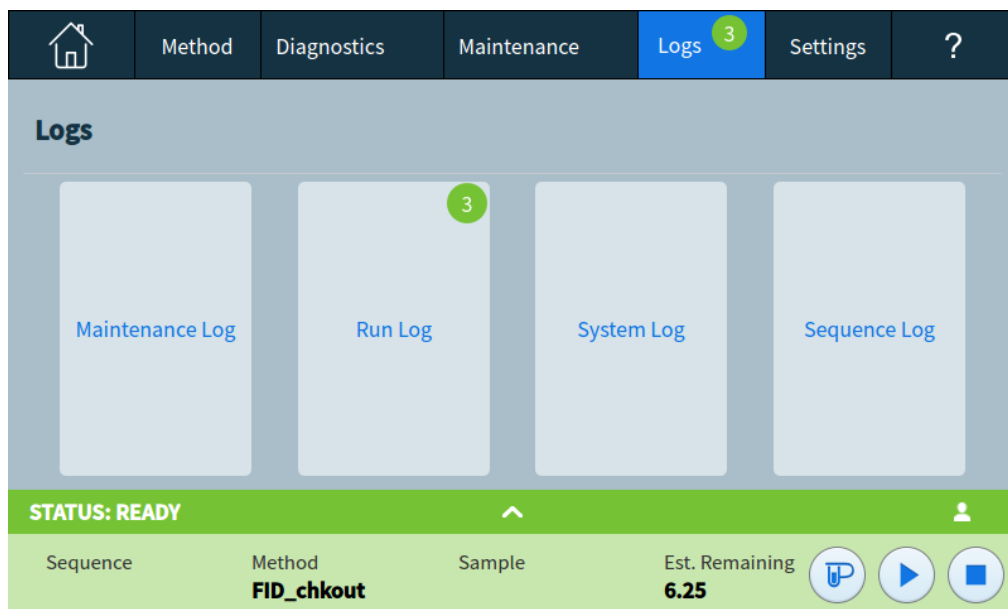 Method Diagnostics Maintenance Logs 3 Settings ?
Logs
3
Maintenance Log Run Log System Log Sequence Log
STATUS: READY
Sequence Method Sample Est. Remaining
FID_chkout 6.25